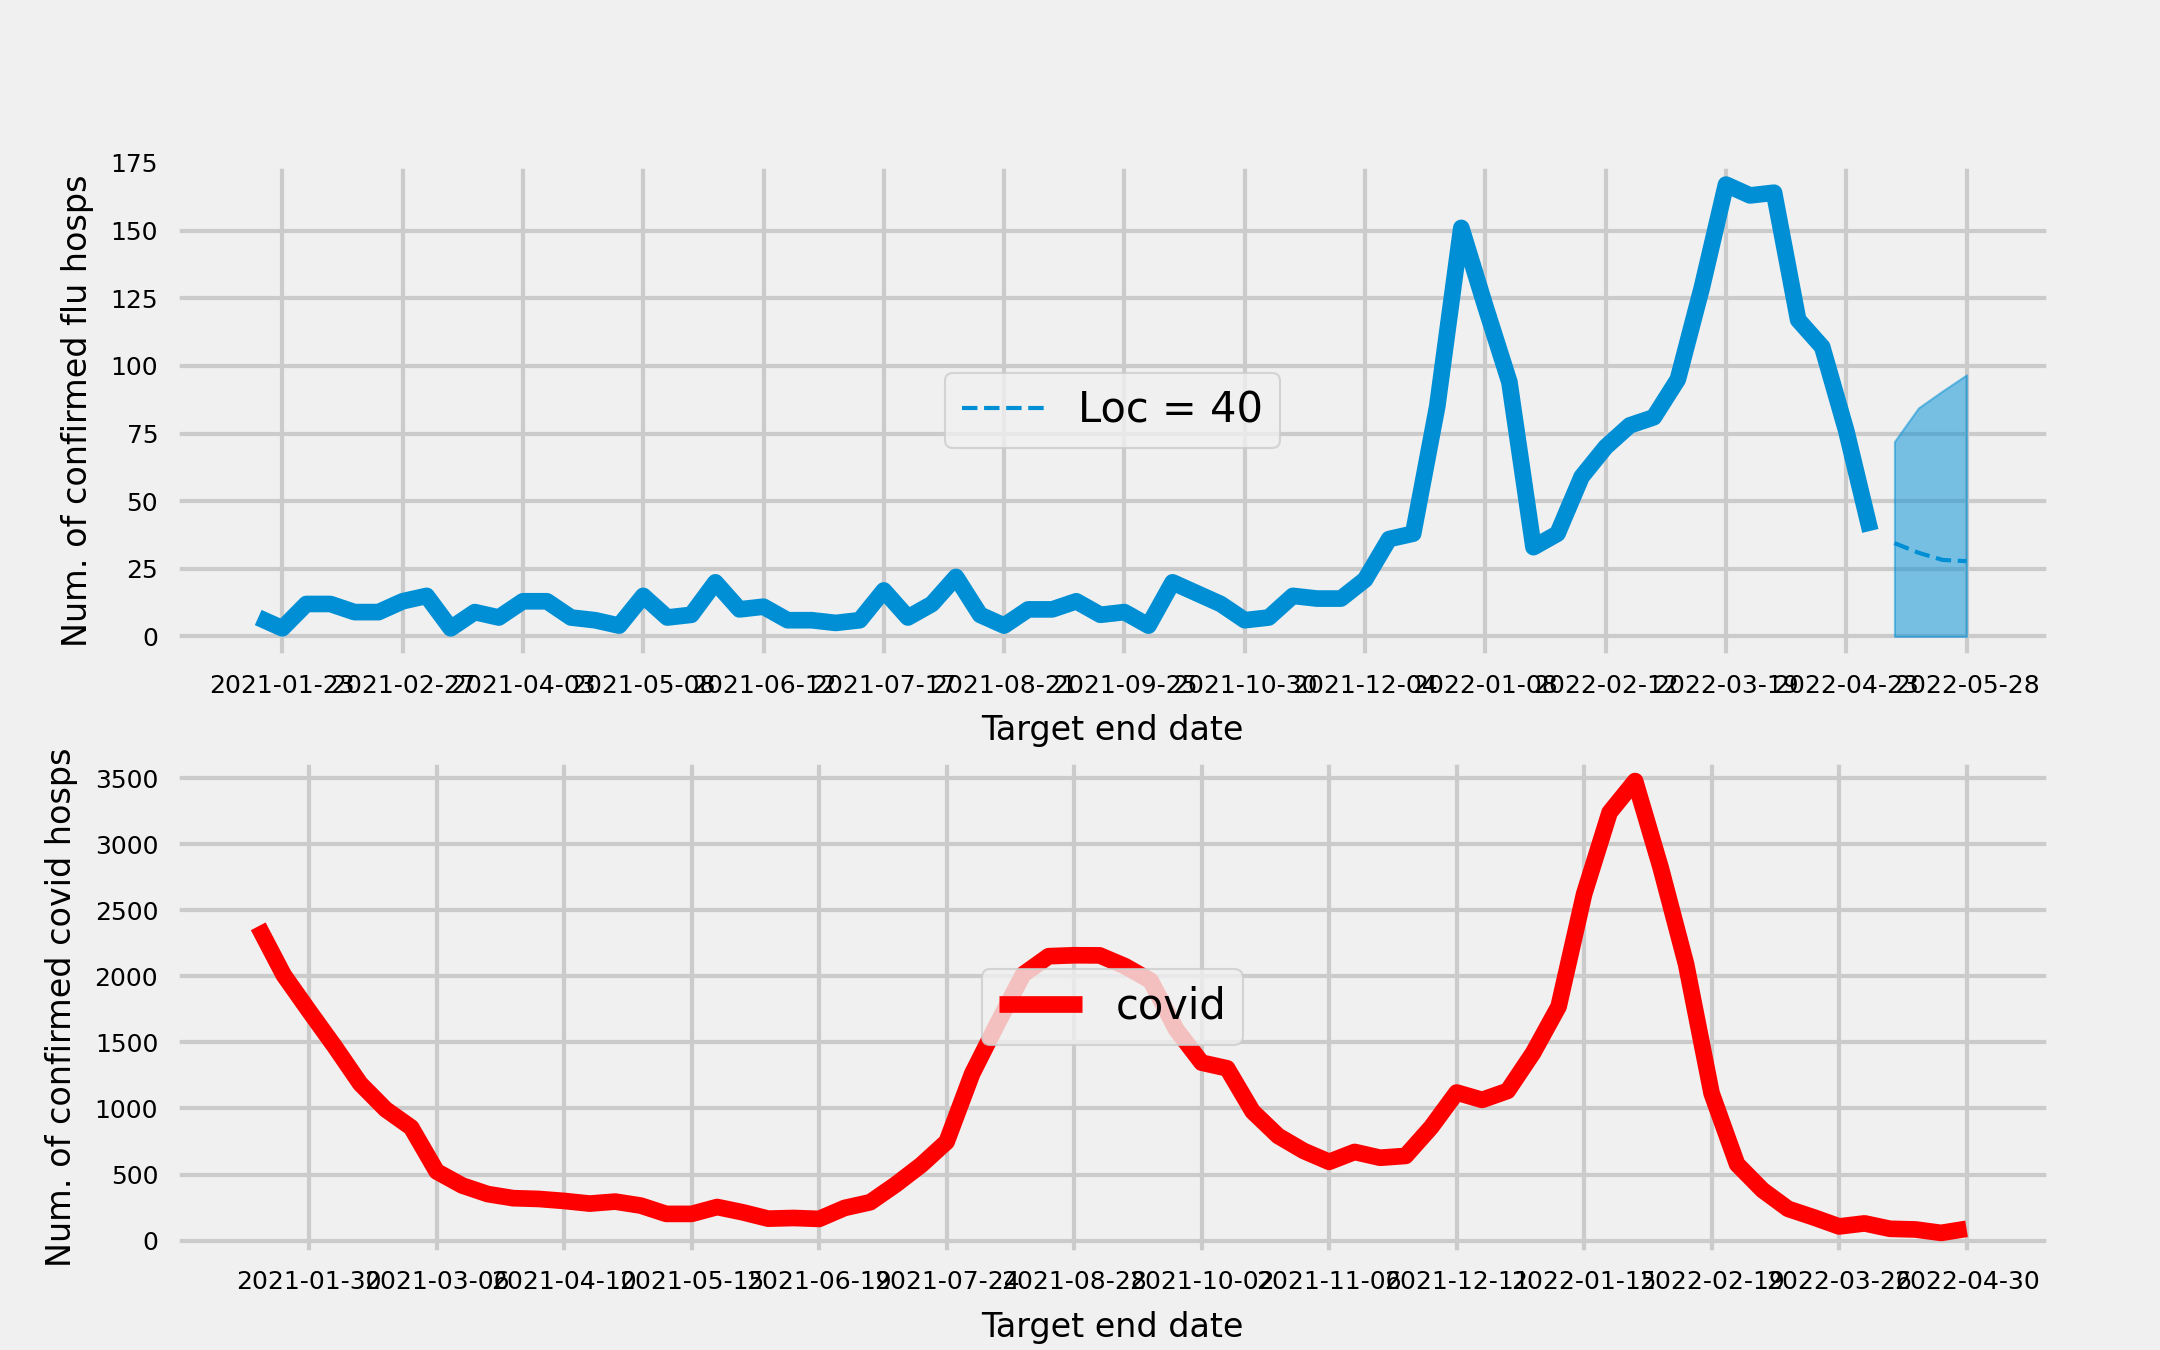 175
150
125
100
75
50
25
0
Num. of confirmed flu hosps
Loc = 40
2021-01-23 2021-02-27 2021-04-03 2021-05-08 2021-06-12 2021-07-17 2021-08-21 2021-09-25 2021-10-30 2021-12-04 2022-01-08 2022-02-12 2022-03-19 2022-04-23 2022-05-28
Target end date
3500
3000
2500
2000
1500
1000
500
0
Num. of confirmed covid hosps
covid
2021-01-30 2021-03-06 2021-04-10 2021-05-15 2021-06-19 2021-07-24 2021-08-28 2021-10-02 2021-11-06 2021-12-11 2022-01-15 2022-02-19 2022-03-26 2022-04-30
Target end date